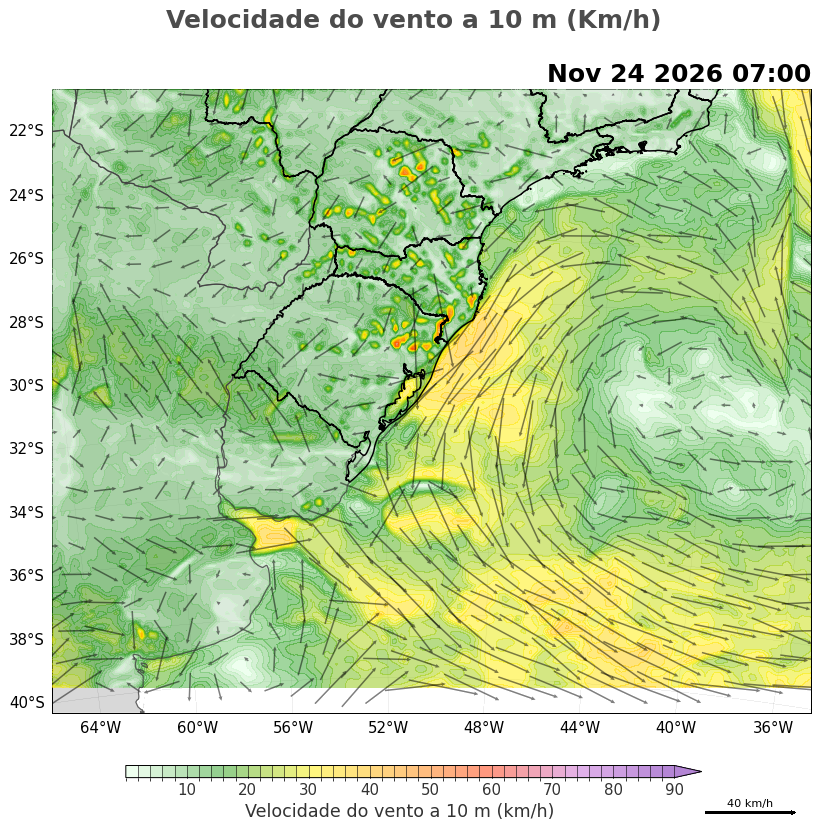 Velocidade do vento a 10 m (Km/h)
Nov 24 2026 07:00
22°S
24°S
26°S
28°S
30°S
32°S
34°S
36°S
38°S
40°S
64°W 60°W 56°W 52°W 48°W 44°W 40°W 36°W
10 20 30 40 50 60 70 80 90
Velocidade do vento a 10 m (km/h)
40 km/h